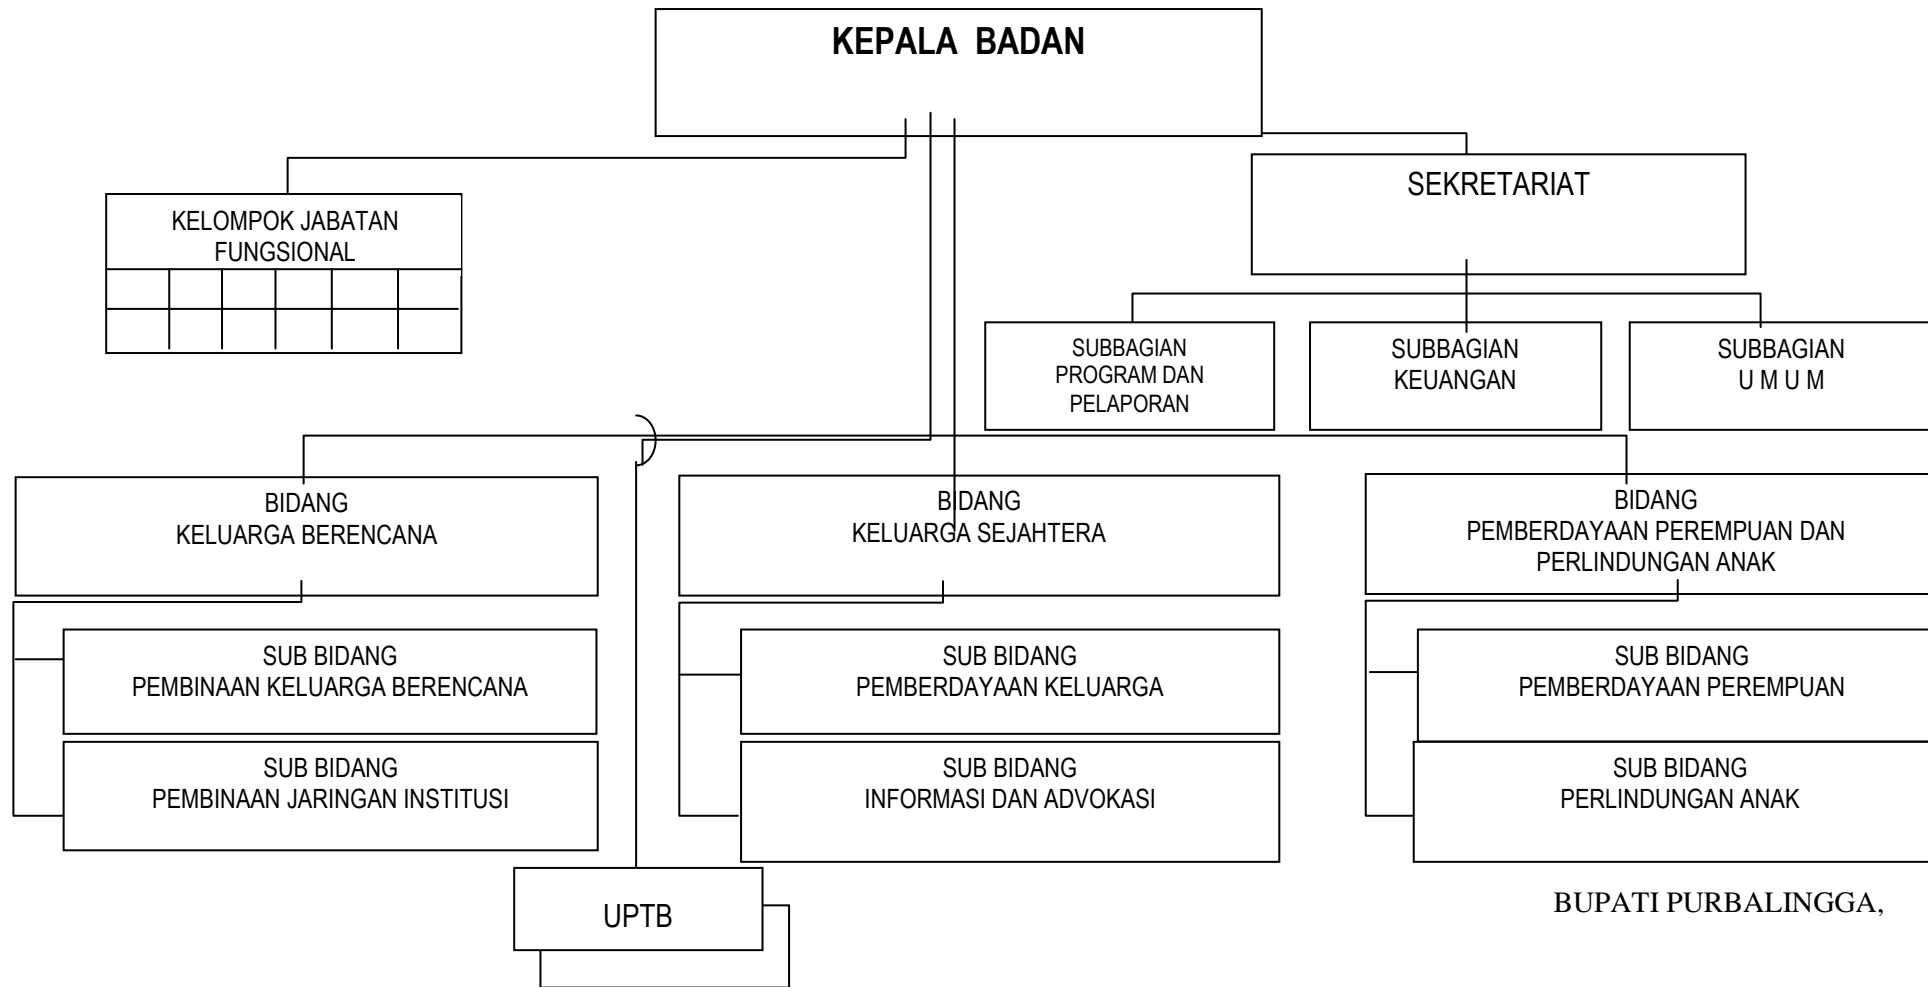 KEPALA BADAN
SEKRETARIAT
KELOMPOK JABATAN
FUNGSIONAL
SUBBAGIAN
PROGRAM DAN
PELAPORAN
SUBBAGIAN
KEUANGAN
SUBBAGIAN
U M U M
BIDANG
KELUARGA BERENCANA
BIDANG
KELUARGA SEJAHTERA
BIDANG
PEMBERDAYAAN PEREMPUAN DAN
PERLINDUNGAN ANAK
SUB BIDANG
PEMBINAAN KELUARGA BERENCANA
SUB BIDANG
PEMBERDAYAAN KELUARGA
SUB BIDANG
PEMBERDAYAAN PEREMPUAN
SUB BIDANG
PEMBINAAN JARINGAN INSTITUSI
SUB BIDANG
INFORMASI DAN ADVOKASI
SUB BIDANG
PERLINDUNGAN ANAK
UPTB
BUPATI PURBALINGGA,